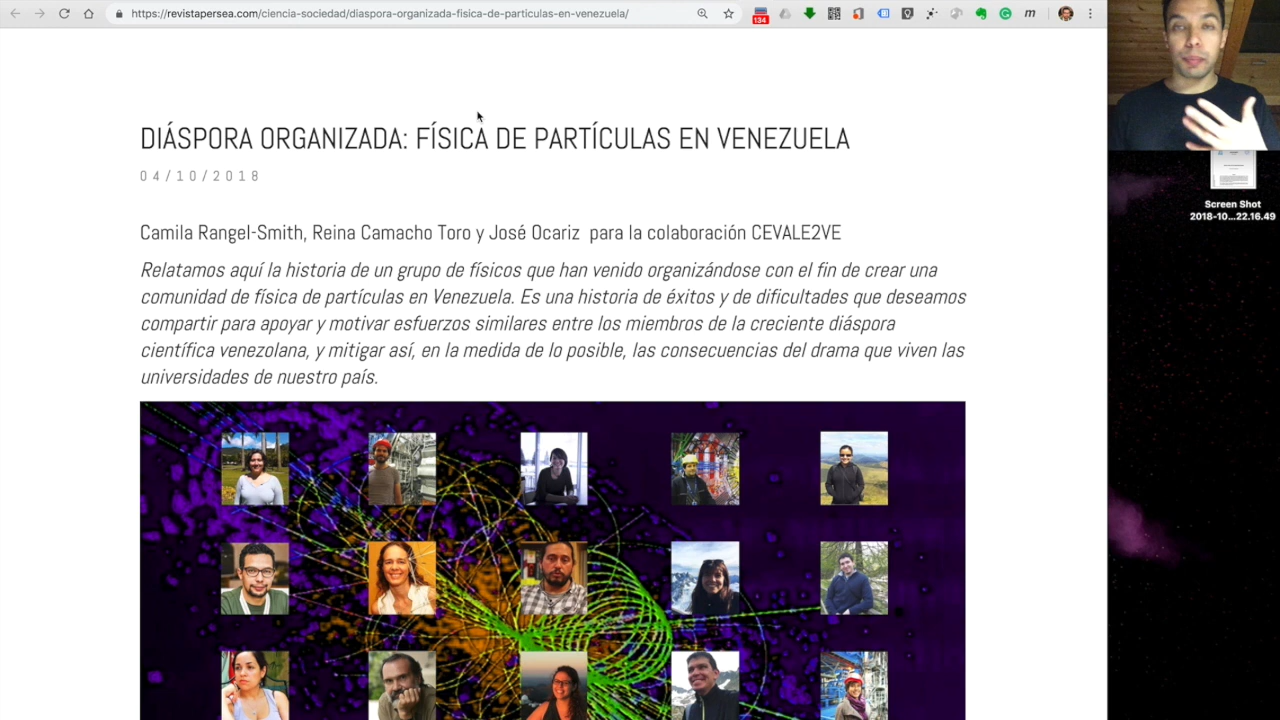 https://revistapersea.com/ciencia-sociedad/diaspora-organizada-fisica-de-particulas-en-venezuela/
134
m
DIÁSPORA ORGANIZADA: FÍSICA DE PARTÍCULAS EN VENEZUELA
04/10/2018
Camila Rangel-Smith, Reina Camacho Toro y José Ocariz para la colaboración CEVALE2VE
Relatamos aquí la historia de un grupo de físicos que han venido organizándose con el fin de crear una
comunidad de física de partículas en Venezuela. Es una historia de éxitos y de dificultades que deseamos
compartir para apoyar y motivar esfuerzos similares entre los miembros de la creciente diáspora
científica venezolana, y mitigar así, en la medida de lo posible, las consecuencias del drama que viven las
universidades de nuestro país.
Screen Shot
2018-10...22.16.49